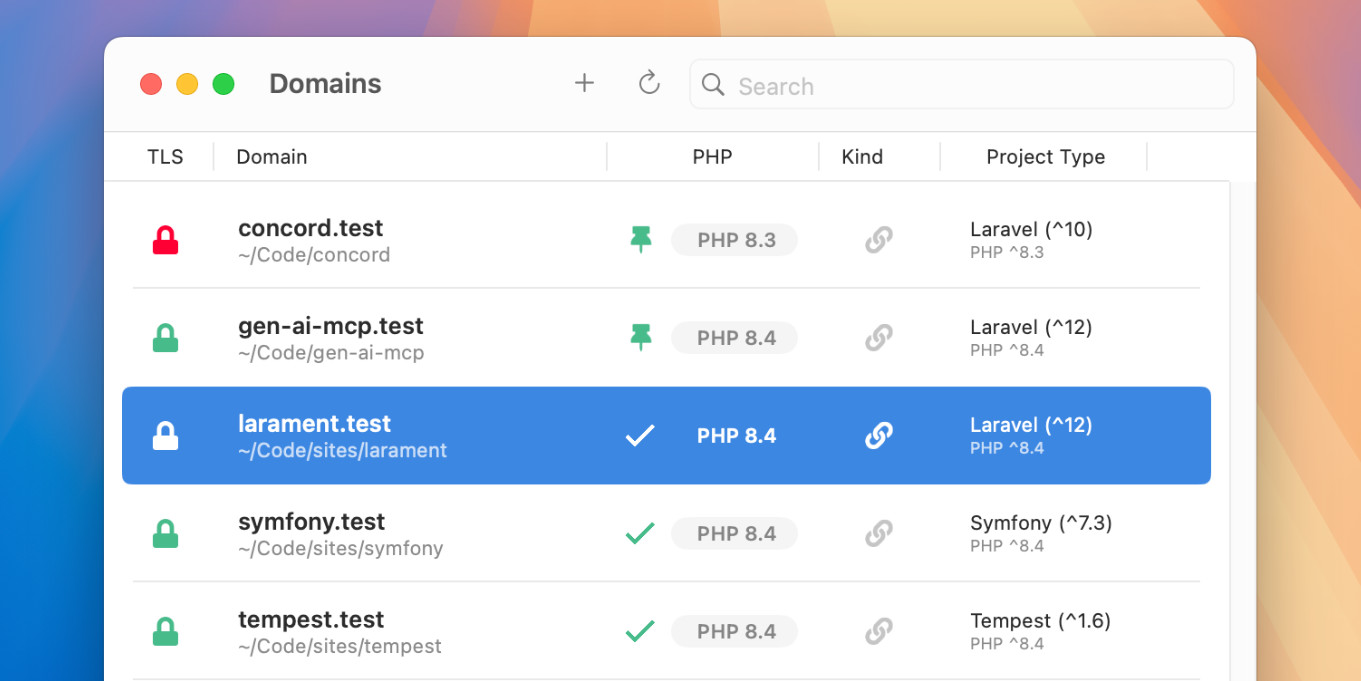 Domains
Search
TLS Domain PHP Kind Project Type
concord.test
~/Code/concord
PHP 8.3
Laravel (^10)
PHP ^8.3
gen-ai-mcp.test
~/Code/gen-ai-mcp
PHP 8.4
Laravel (^12)
PHP ^8.4
larament.test
~/Code/sites/larament
PHP 8.4
Laravel (^12)
PHP ^8.4
symfony.test
~/Code/sites/symfony
PHP 8.4
Symfony (^7.3)
PHP ^8.4
tempest.test
~/Code/sites/tempest
PHP 8.4
Tempest (^1.6)
PHP ^8.4